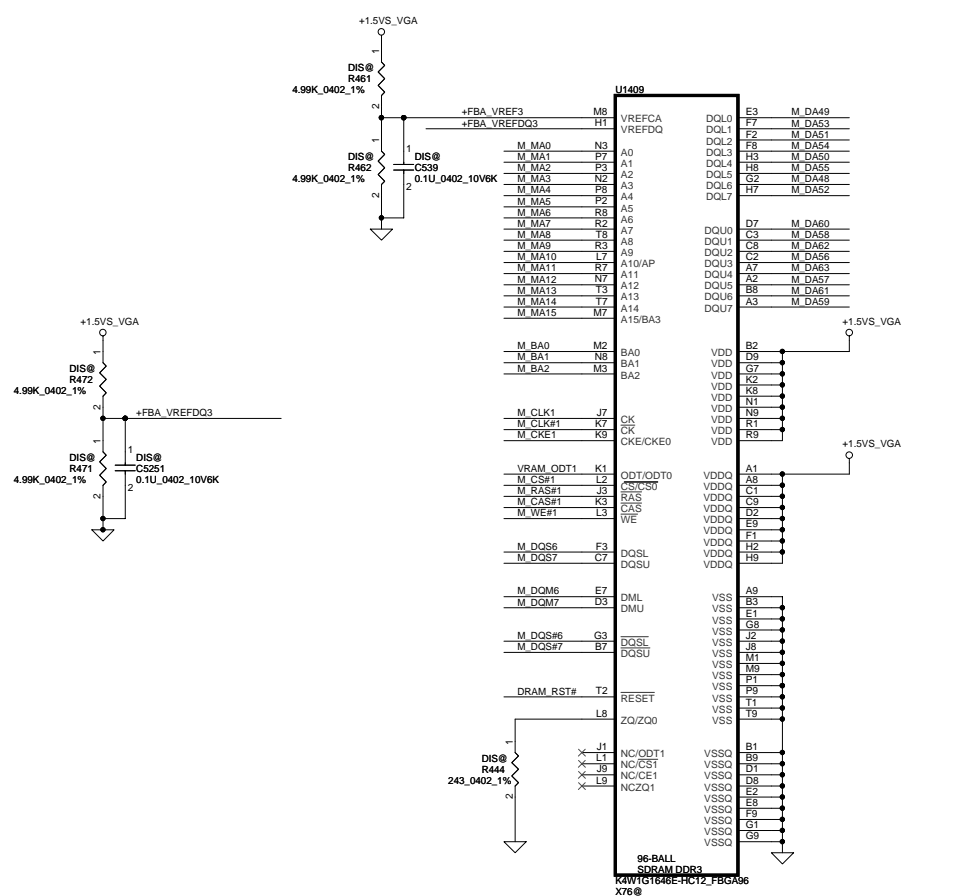 +1.5VS_VGA
1
DIS@
R461
4.99K_0402_1%
2
+FBA_VREF3
+FBA_VREFDQ3
1
DIS@
R462
4.99K_0402_1%
2
1
DIS@
C539
0.1U_0402_10V6K
2
+1.5VS_VGA
1
DIS@
R472
4.99K_0402_1%
2
+FBA_VREFDQ3
1
DIS@
R471
4.99K_0402_1%
2
1
DIS@
C5251
0.1U_0402_10V6K
2
U1409
M8 VREFCA
H1 VREFDQ
M_MA0 N3 A0
M_MA1 P7 A1
M_MA2 P3 A2
M_MA3 N2 A3
M_MA4 P8 A4
M_MA5 P2 A5
M_MA6 R8 A6
M_MA7 R2 A7
M_MA8 T8 A8
M_MA9 R3 A9
M_MA10 L7 A10/AP
M_MA11 R7 A11
M_MA12 N7 A12
M_MA13 T3 A13
M_MA14 T7 A14
M_MA15 M7 A15/BA3
M_BA0 M2 BA0
M_BA1 N8 BA1
M_BA2 M3 BA2
M_CLK1 J7 CK
M_CLK#1 K7 CK
M_CKE1 K9 CKE/CKE0
VRAM_ODT1 K1 ODT/ODT0
M_CS#1 L2 CS/CS0
M_RAS#1 J3 RAS
M_CAS#1 K3 CAS
M_WE#1 L3 WE
M_DQS6 F3 DQSL
M_DQS7 C7 DQSU
M_DQM6 E7 DML
M_DQM7 D3 DMU
M_DQS#6 G3 DQSL
M_DQS#7 B7 DQSU
DRAM_RST# T2 RESET
L8 ZQ/ZQ0
1
DIS@
R444
243_0402_1%
2
J1 NC/ODT1
L1 NC/CS1
J9 NC/CE1
L9 NCZQ1
DQL0 E3 M_DA49
DQL1 F7 M_DA53
DQL2 F2 M_DA51
DQL3 F8 M_DA54
DQL4 H3 M_DA50
DQL5 H8 M_DA55
DQL6 G2 M_DA48
DQL7 H7 M_DA52
DQU0 D7 M_DA60
DQU1 C3 M_DA58
DQU2 C8 M_DA62
DQU3 C2 M_DA56
DQU4 A7 M_DA63
DQU5 A2 M_DA57
DQU6 B8 M_DA61
DQU7 A3 M_DA59
+1.5VS_VGA
VDD B2
VDD D9
VDD G7
VDD K2
VDD K8
VDD N1
VDD N9
VDD R1
VDD R9
+1.5VS_VGA
VDDQ A1
VDDQ A8
VDDQ C1
VDDQ C9
VDDQ D2
VDDQ E9
VDDQ F1
VDDQ H2
VDDQ H9
VSS A9
VSS B3
VSS E1
VSS G8
VSS J2
VSS J8
VSS M1
VSS M9
VSS P1
VSS P9
VSS T1
VSS T9
VSSQ B1
VSSQ B9
VSSQ D1
VSSQ D8
VSSQ E2
VSSQ E8
VSSQ F9
VSSQ G1
VSSQ G9
96-BALL
SDRAM DDR3
K4W1G1646E-HC12_FBGA96
X76@